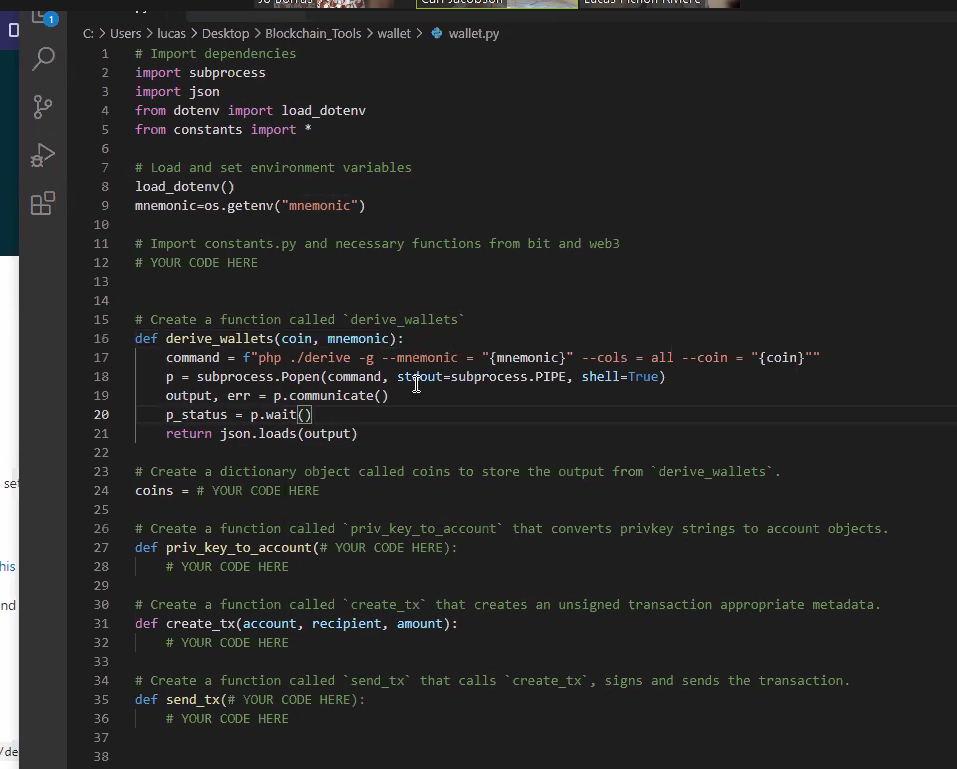 Carl Jacobson
Lucas Pichon Riviere
1
C: > Users > lucas > Desktop > Blockchain_Tools > wallet > wallet.py
1 # Import dependencies
2 import subprocess
3 import json
4 from dotenv import load_dotenv
5 from constants import *
6
7 # Load and set environment variables
8 load_dotenv()
9 mnemonic=os.getenv("mnemonic")
10
11 # Import constants.py and necessary functions from bit and web3
12 # YOUR CODE HERE
13
14
15 # Create a function called `derive_wallets`
16 def derive_wallets(coin, mnemonic):
17 command = f"php ./derive -g --mnemonic = "{mnemonic}" --cols = all --coin = "{coin}""
18 p = subprocess.Popen(command, stdout=subprocess.PIPE, shell=True)
19 output, err = p.communicate()
20 p_status = p.wait()
21 return json.loads(output)
22
23 # Create a dictionary object called coins to store the output from `derive_wallets`.
24 coins = # YOUR CODE HERE
25
26 # Create a function called `priv_key_to_account` that converts privkey strings to account objects.
27 def priv_key_to_account(# YOUR CODE HERE):
28 # YOUR CODE HERE
29
30 # Create a function called `create_tx` that creates an unsigned transaction appropriate metadata.
31 def create_tx(account, recipient, amount):
32 # YOUR CODE HERE
33
34 # Create a function called `send_tx` that calls `create_tx`, signs and sends the transaction.
35 def send_tx(# YOUR CODE HERE):
36 # YOUR CODE HERE
37
38
set
his
nd
/de